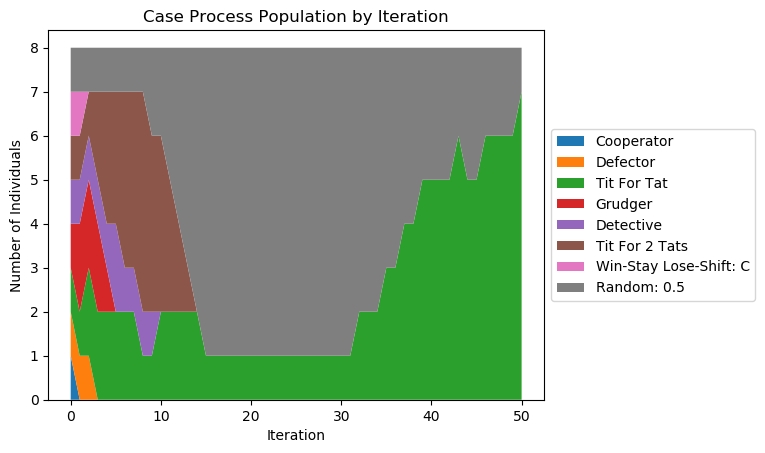 Case Process Population by Iteration
Number of Individuals
8
7
6
5
4
3
2
1
0
0 10 20 30 40 50
Iteration
Cooperator
Defector
Tit For Tat
Grudger
Detective
Tit For 2 Tats
Win-Stay Lose-Shift: C
Random: 0.5